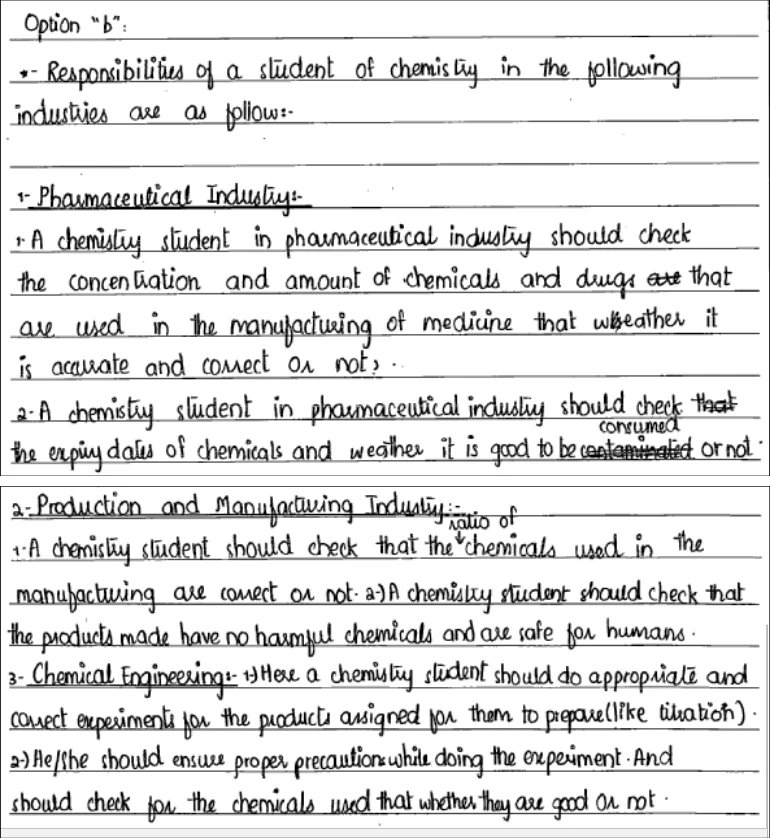 Option "b":
*- Responsibilities of a student of chemistry in the following
industries are as follow:-
1- Pharmaceutical Industry:-
1. A chemistry student in pharmaceutical industry should check
the concentration and amount of chemicals and drugs are that
are used in the manufacturing of medicine that wheather it
is accurate and correct or not, .
2- A chemistry student in pharmaceutical industry should check that
consumed
the expiry dates of chemicals and weather it is good to be contaminated or not.
2- Production and Manufacturing Industry:-
ratio of
1. A chemistry student should check that the chemicals used in the
manufacturing are correct or not. 2-) A chemistry student should check that
the products made have no harmful chemicals and are safe for humans.
3- Chemical Engineering:- 1-) Here a chemistry student should do appropriate and
correct experiments for the products assigned for them to prepare (like titration).
2-) He/She should ensure proper precautions while doing the experiment. And
should check for the chemicals used that whether they are good or not.